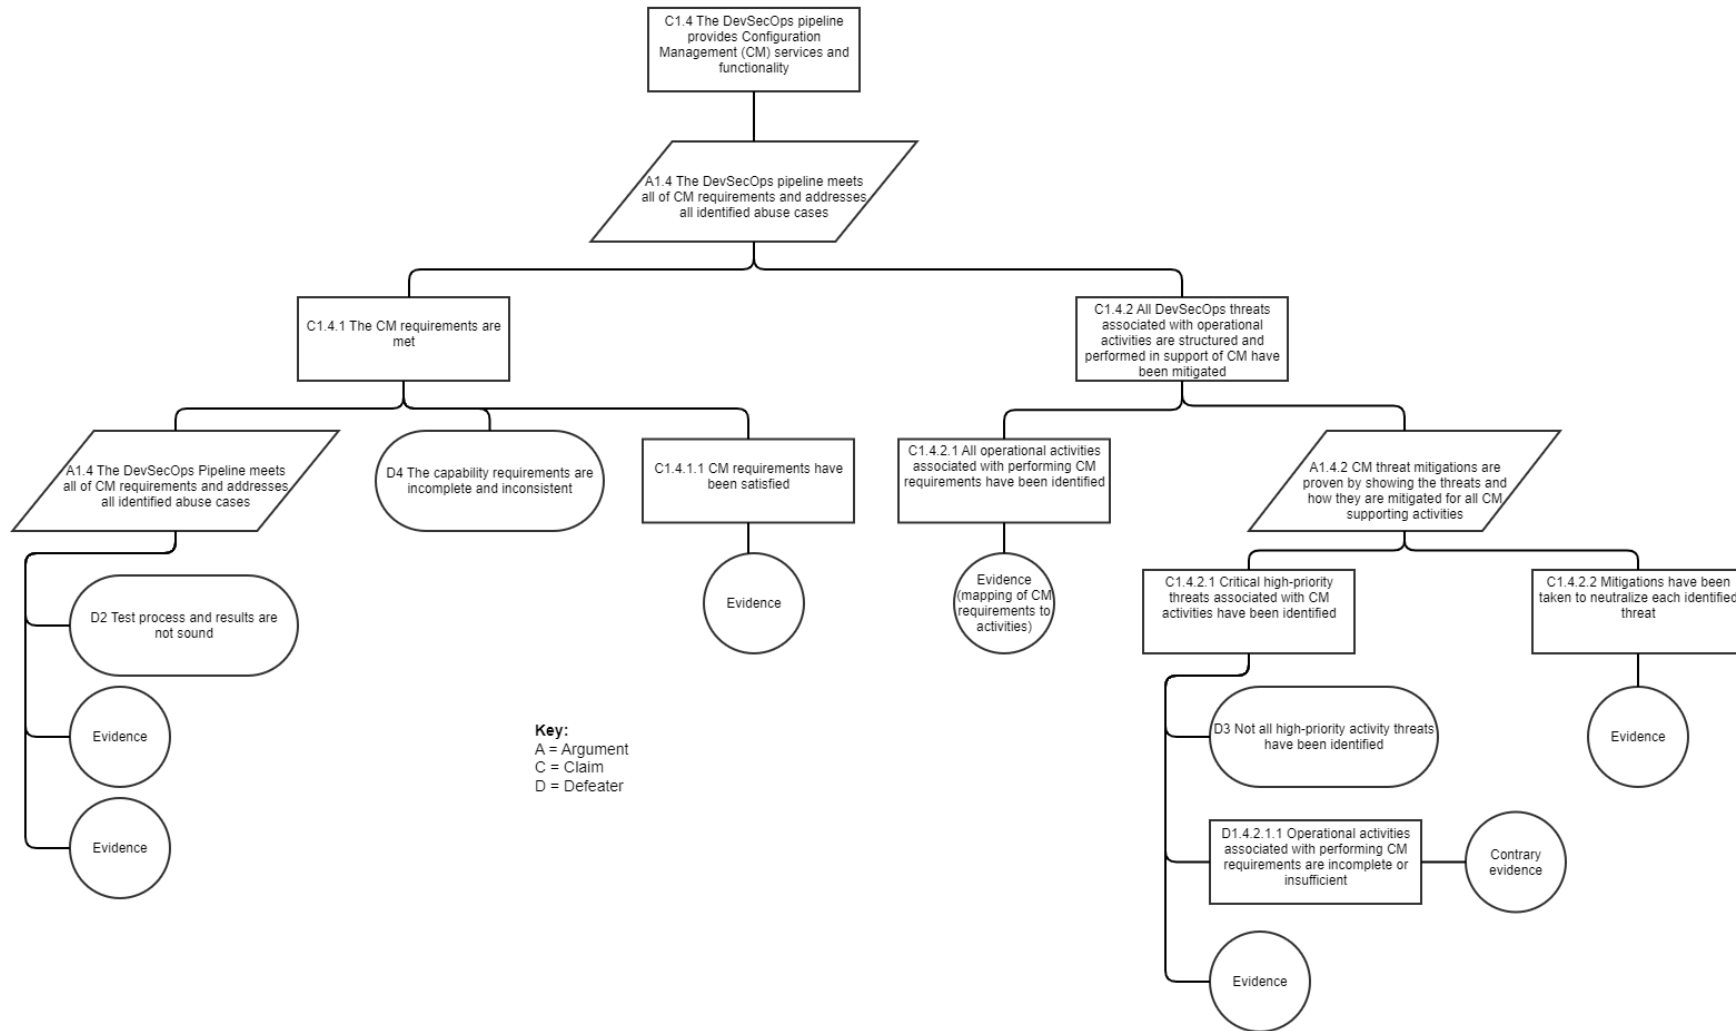 C1.4 The DevSecOps pipeline
provides Configuration
Management (CM) services and
functionality
A1.4 The DevSecOps pipeline meets
all of CM requirements and addresses
all identified abuse cases
C1.4.1 The CM requirements are
met
C1.4.2 All DevSecOps threats
associated with operational
activities are structured and
performed in support of CM have
been mitigated
A1.4 The DevSecOps Pipeline meets
all of CM requirements and addresses
all identified abuse cases
D4 The capability requirements are
incomplete and inconsistent
C1.4.1.1 CM requirements have
been satisfied
C1.4.2.1 All operational activities
associated with performing CM
requirements have been identified
A1.4.2 CM threat mitigations are
proven by showing the threats and
how they are mitigated for all CM
supporting activities
D2 Test process and results are
not sound
Evidence
Evidence
(mapping of CM
requirements to
activities)
C1.4.2.1 Critical high-priority
threats associated with CM
activities have been identified
C1.4.2.2 Mitigations have been
taken to neutralize each identified
threat
Evidence
Key:
A = Argument
C = Claim
D = Defeater
D3 Not all high-priority activity threats
have been identified
Evidence
Evidence
D1.4.2.1.1 Operational activities
associated with performing CM
requirements are incomplete or
insufficient
Contrary
evidence
Evidence